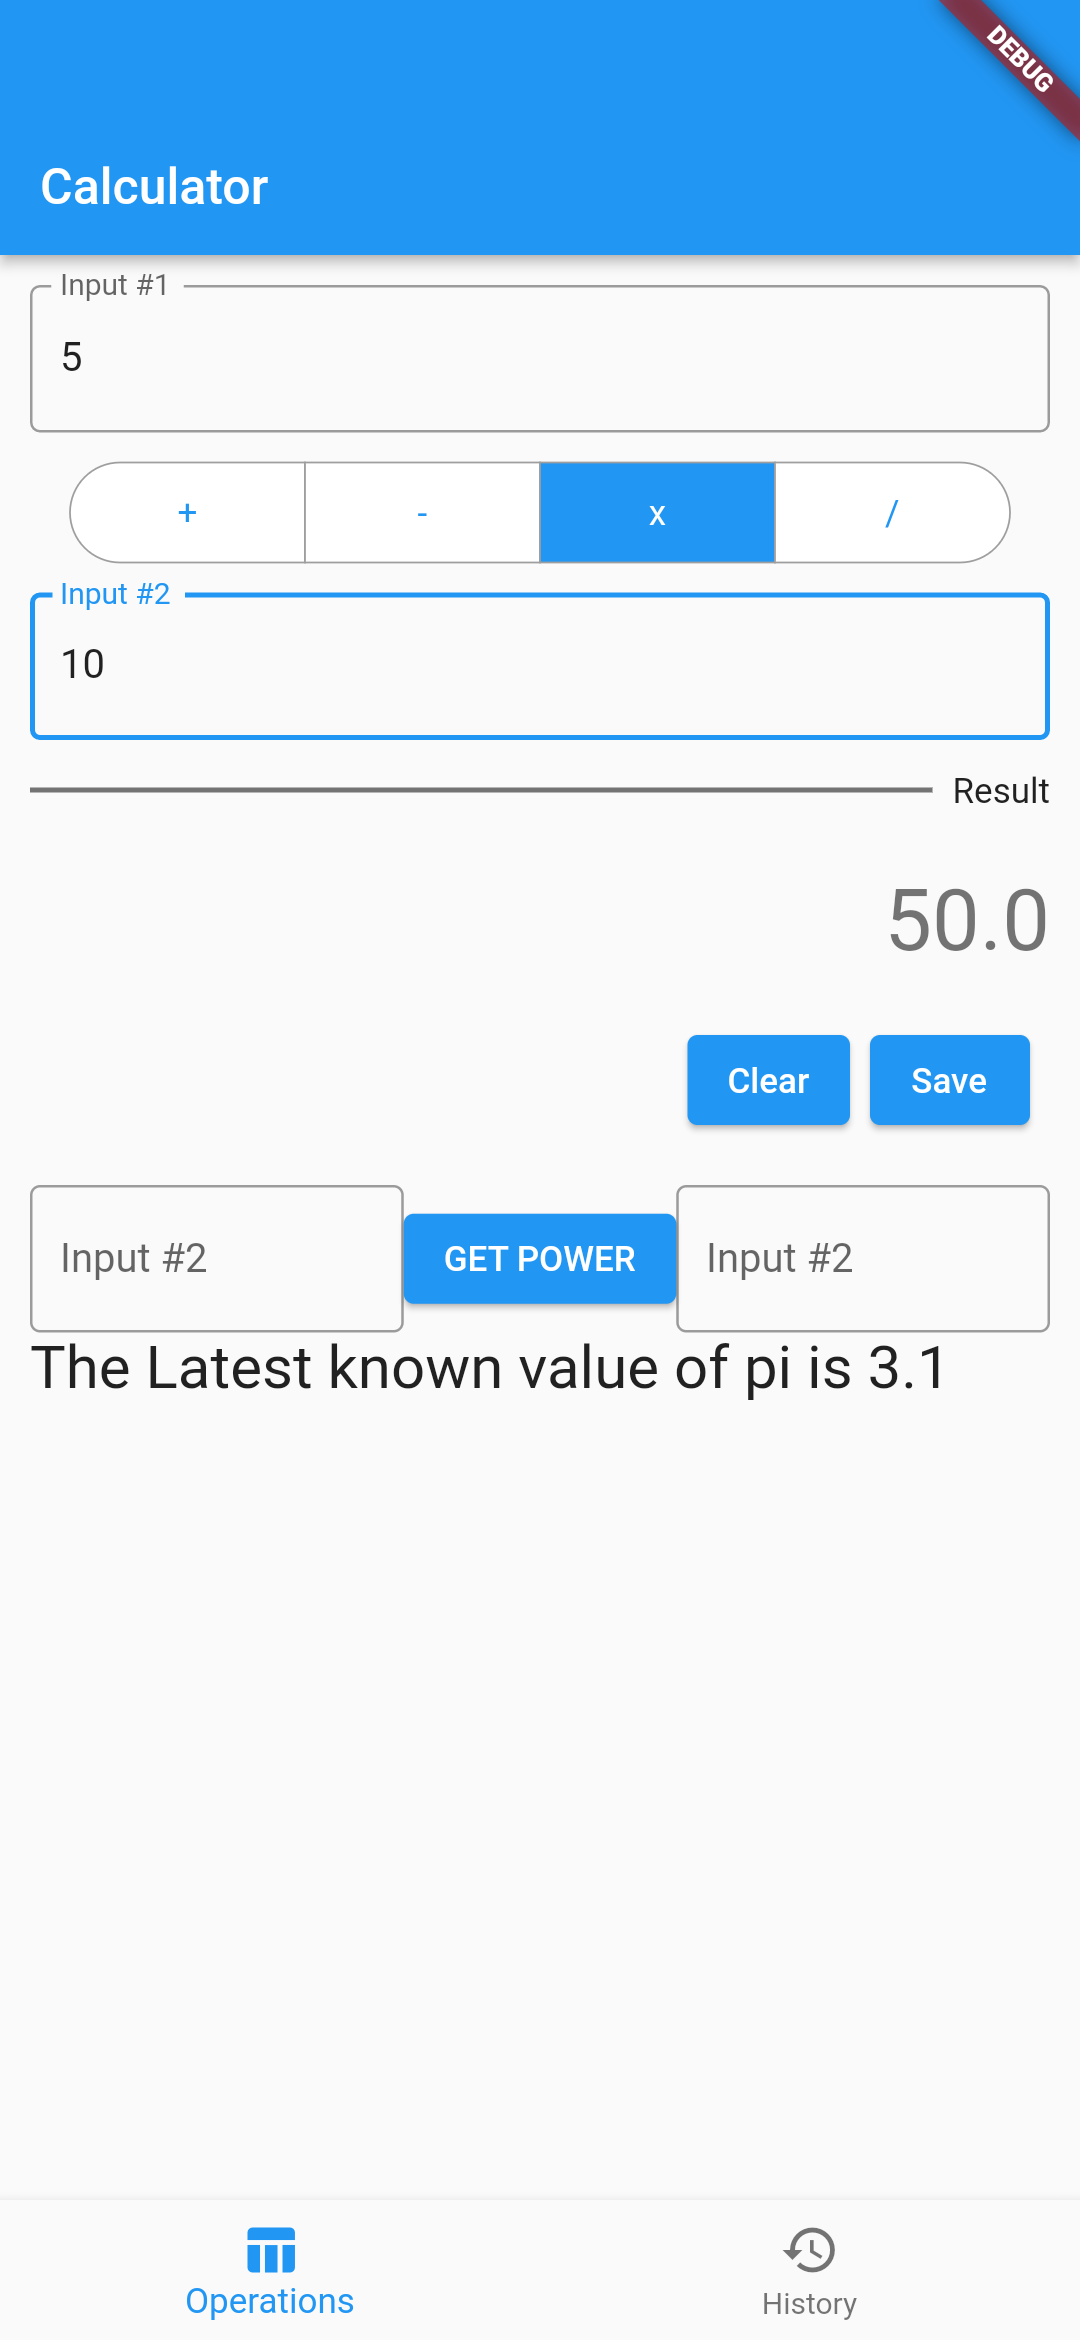 DEBUG
Calculator
Input #1
5
+ - x /
Input #2
10
Result
50.0
Clear Save
Input #2 GET POWER Input #2
The Latest known value of pi is 3.1
Operations History